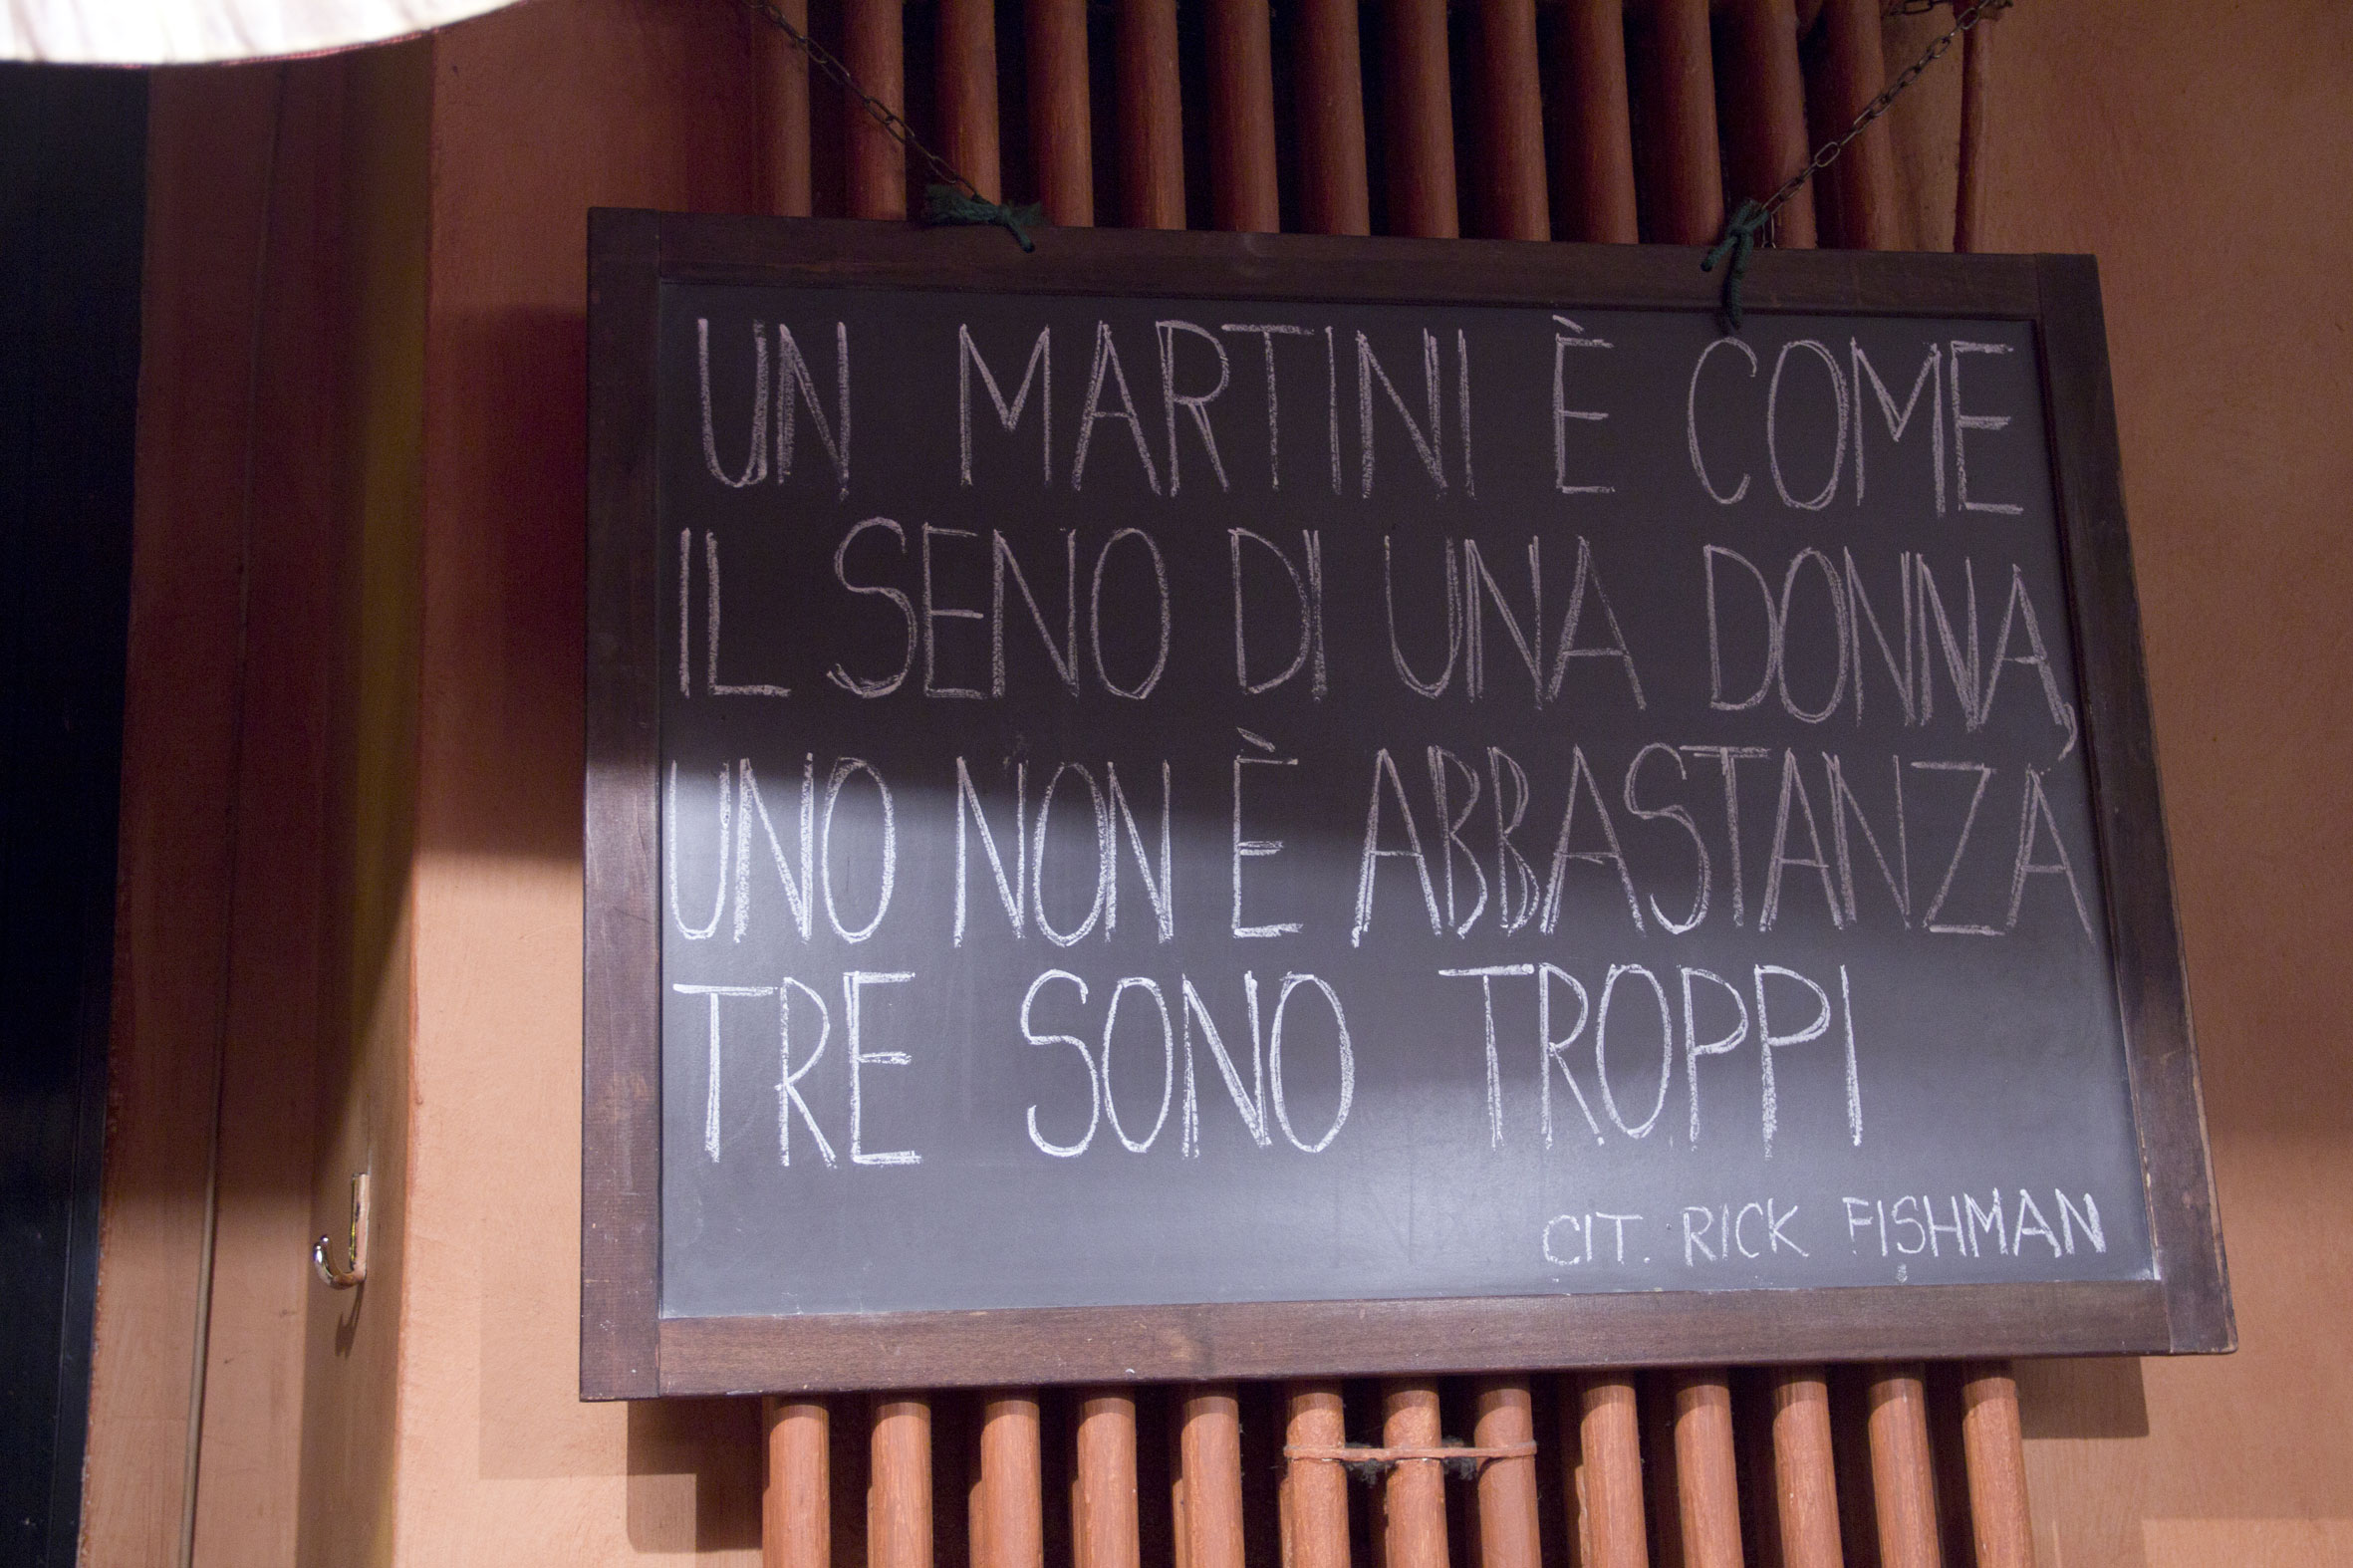 UN MARTINI È COME
IL SENO DI UNA DONNA,
UNO NON È ABBASTANZA
TRE SONO TROPPI
CIT. RICK FISHMAN